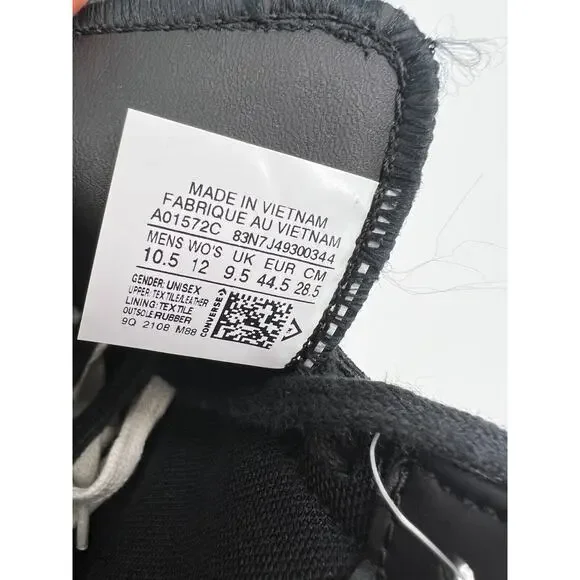 MADE IN VIETNAM
FABRIQUE AU VIETNAM
A01572C 83N7J49300344
MENS WO'S UK EUR CM
10.5 12 9.5 44.5 28.5
GENDER: UNISEX
UPPER: TEXTILE/LEATHER
LINING: TEXTILE
OUTSOLE: RUBBER
9Q 2108 M88
CONVERSE